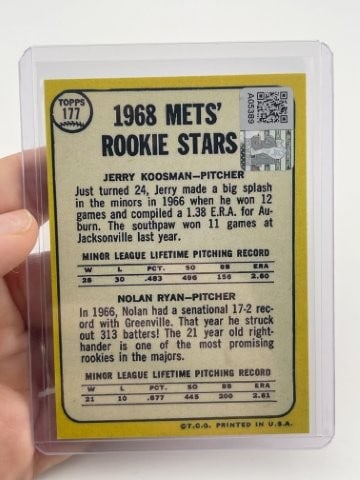 TOPPS
177
1968 METS'
ROOKIE STARS
A05389
JERRY KOOSMAN—PITCHER
Just turned 24, Jerry made a big splash
in the minors in 1966 when he won 12
games and compiled a 1.38 E.R.A. for Au-
burn. The southpaw won 11 games at
Jacksonville last year.
MINOR LEAGUE LIFETIME PITCHING RECORD
W L PCT. SO BB ERA
28 30 .483 496 156 2.60
NOLAN RYAN—PITCHER
In 1966, Nolan had a senational 17-2 rec-
ord with Greenville. That year he struck
out 313 batters! The 21 year old right-
hander is one of the most promising
rookies in the majors.
MINOR LEAGUE LIFETIME PITCHING RECORD
W L PCT. SO BB ERA
21 10 .677 445 200 2.61
©T.C.G. PRINTED IN U.S.A.